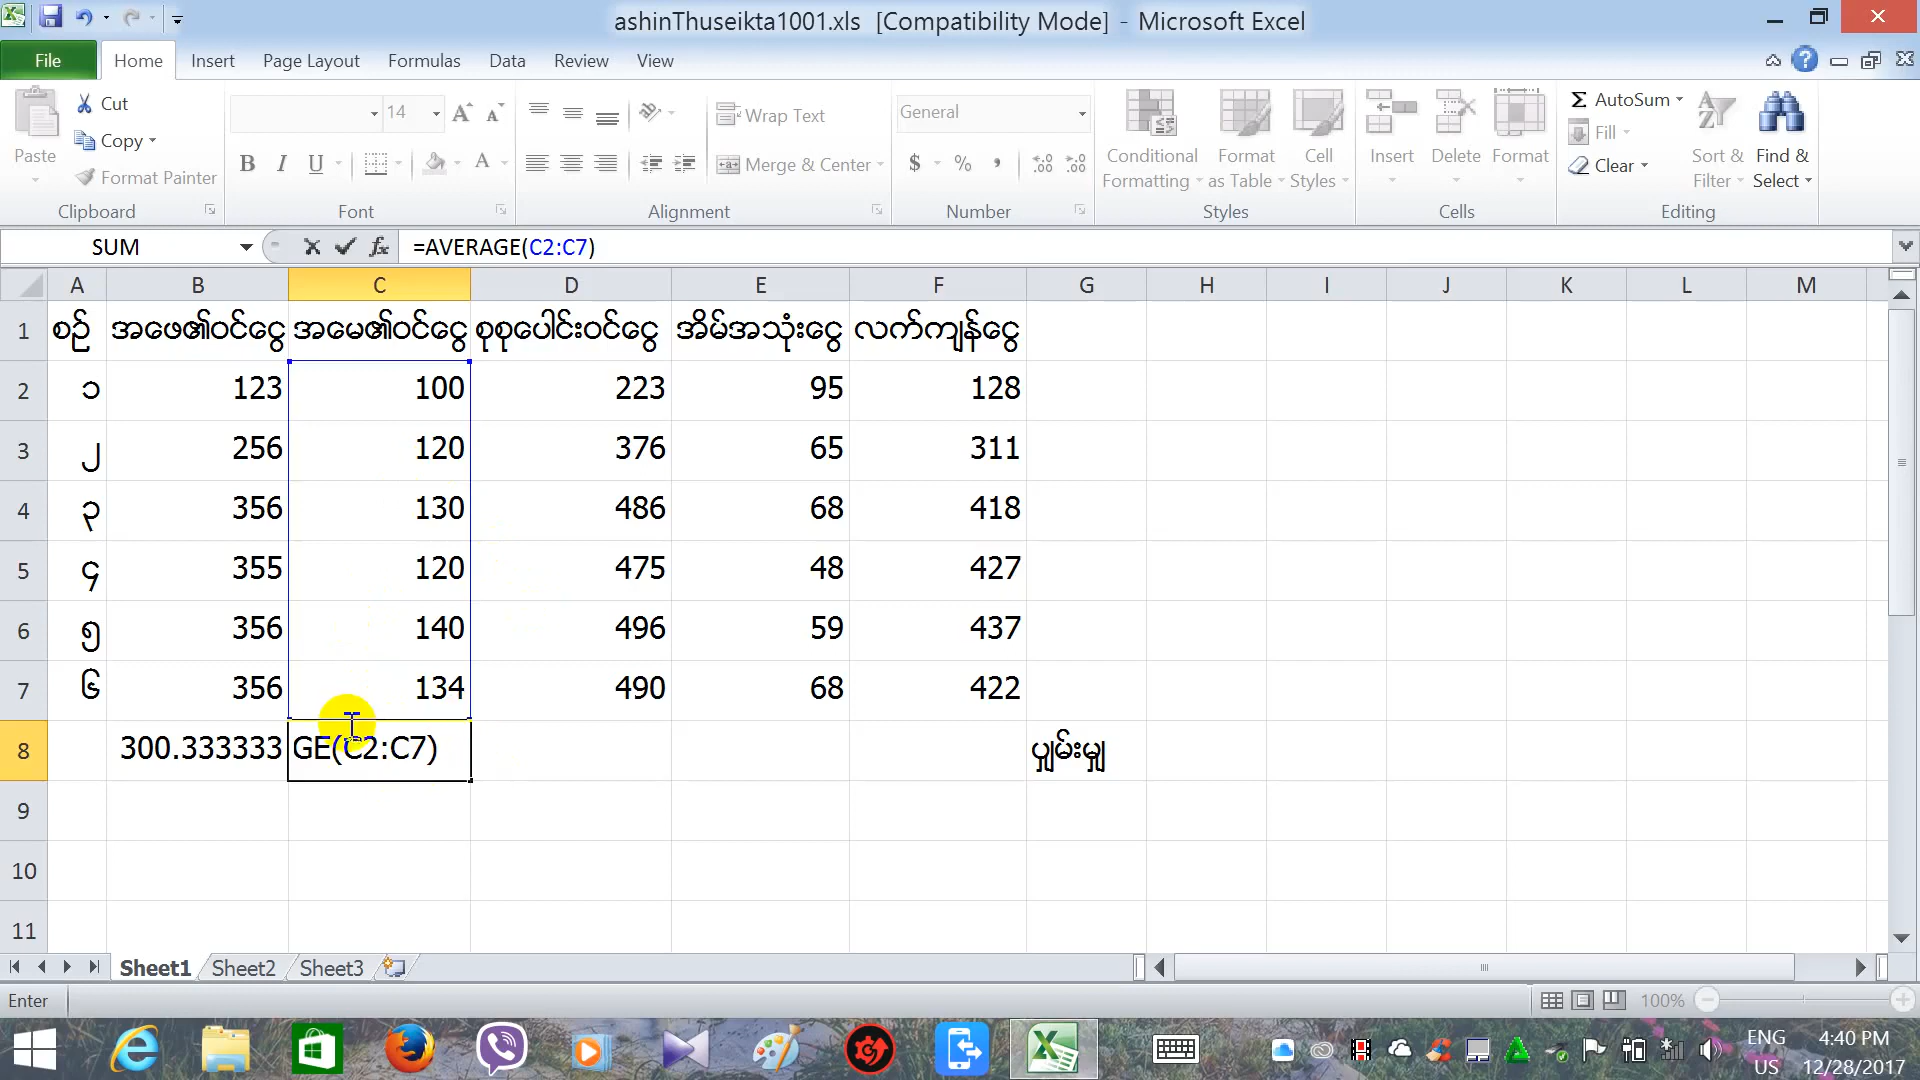 ashinThuseikta1001.xls [Compatibility Mode] - Microsoft Excel
File Home Insert Page Layout Formulas Data Review View
Paste
Cut
Copy
Format Painter
Clipboard
14
B I U
Font
Wrap Text
Merge & Center
Alignment
General
$ % ,
Number
Conditional Formatting
Format as Table
Cell Styles
Styles
Insert
Delete
Format
Cells
Σ AutoSum
Fill
Clear
Sort & Filter
Find & Select
Editing
SUM fx =AVERAGE(C2:C7)
A B C D E F G H I J K L M
1 စဉ် အဖေ၏ဝင်ငွေ အမေ၏ဝင်ငွေ စုစုပေါင်းဝင်ငွေ အိမ်အသုံးငွေ လက်ကျန်ငွေ
2 ၁ 123 100 223 95 128
3 ၂ 256 120 376 65 311
4 ၃ 356 130 486 68 418
5 ၄ 355 120 475 48 427
6 ၅ 356 140 496 59 437
7 ၆ 356 134 490 68 422
8 300.333333 GE(C2:C7) ပျှမ်းမျှ
9
10
11
Sheet1 Sheet2 Sheet3
Enter 100%
ENG 4:40 PM
US 12/28/2017